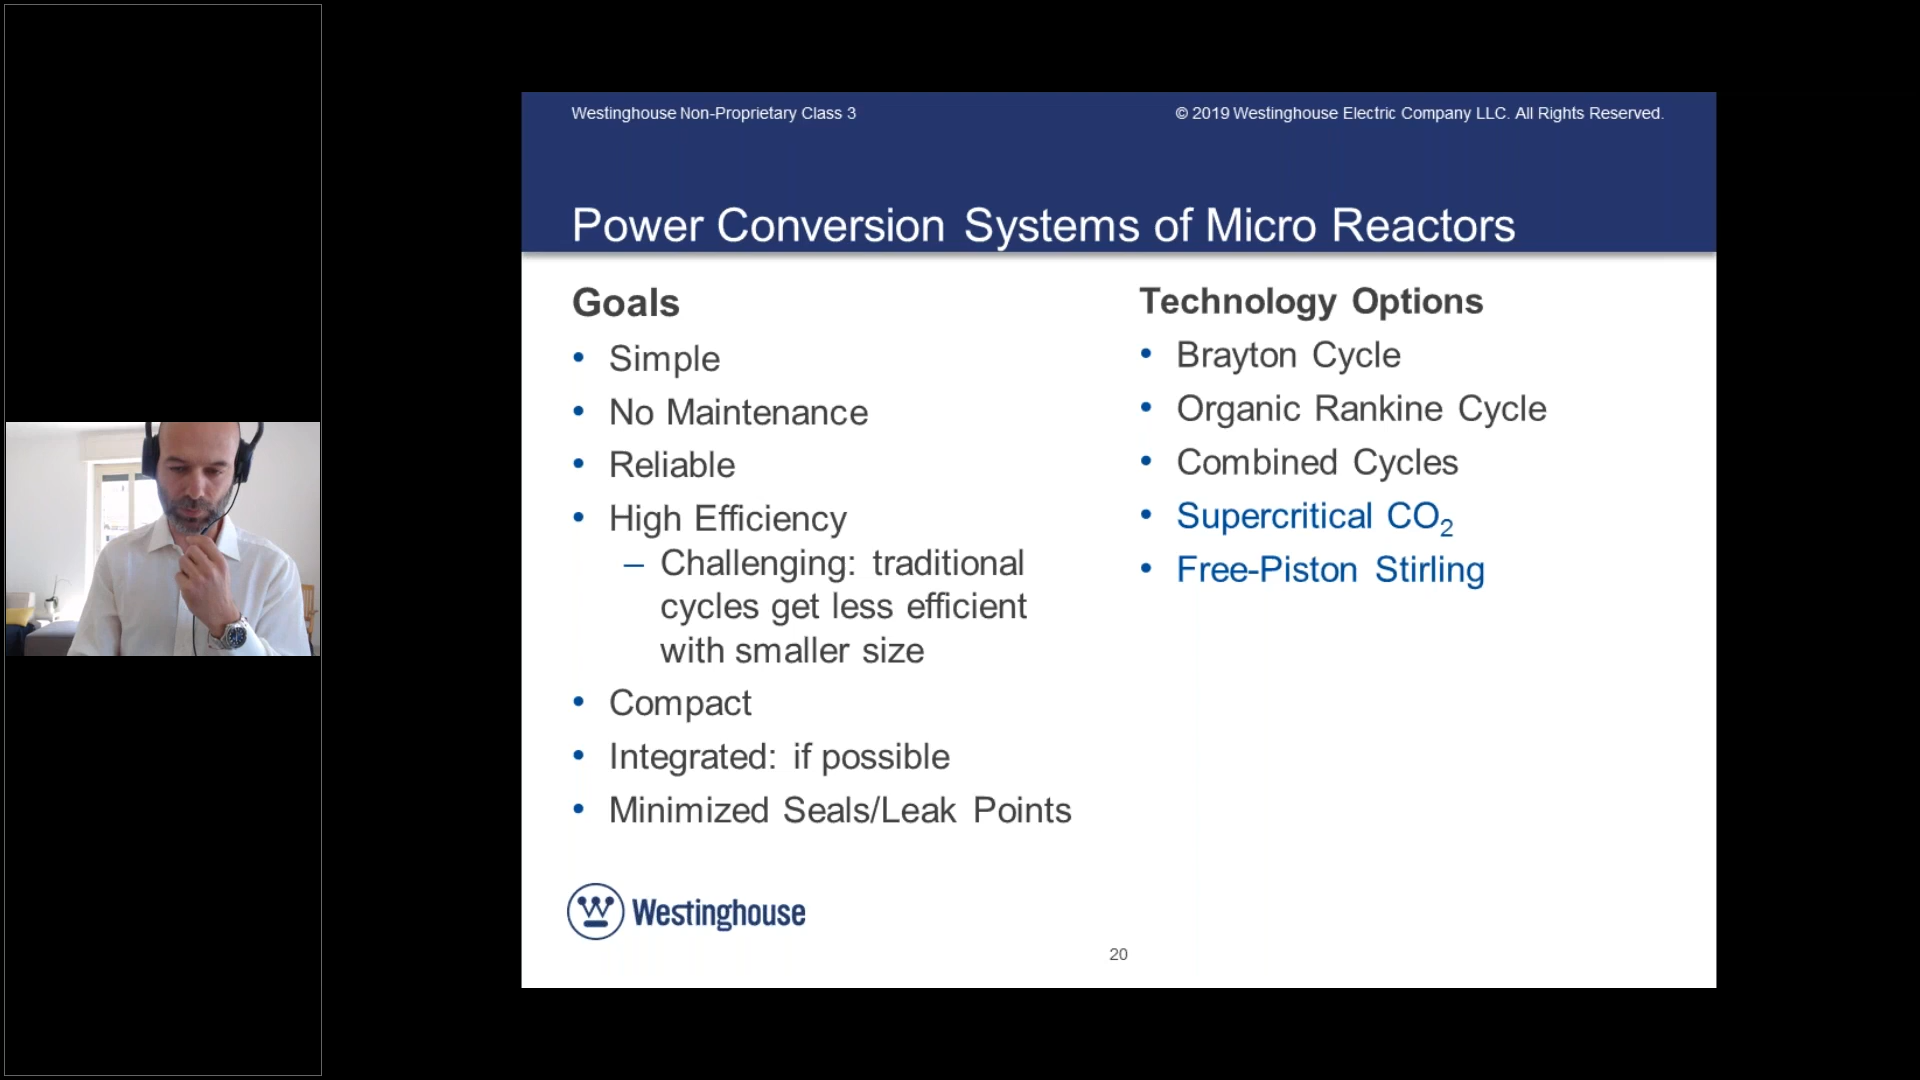 Westinghouse Non-Proprietary Class 3
© 2019 Westinghouse Electric Company LLC. All Rights Reserved.
Power Conversion Systems of Micro Reactors
Goals
• Simple
• No Maintenance
• Reliable
• High Efficiency
– Challenging: traditional
cycles get less efficient
with smaller size
• Compact
• Integrated: if possible
• Minimized Seals/Leak Points
Technology Options
• Brayton Cycle
• Organic Rankine Cycle
• Combined Cycles
• Supercritical CO₂
• Free-Piston Stirling
W Westinghouse
20